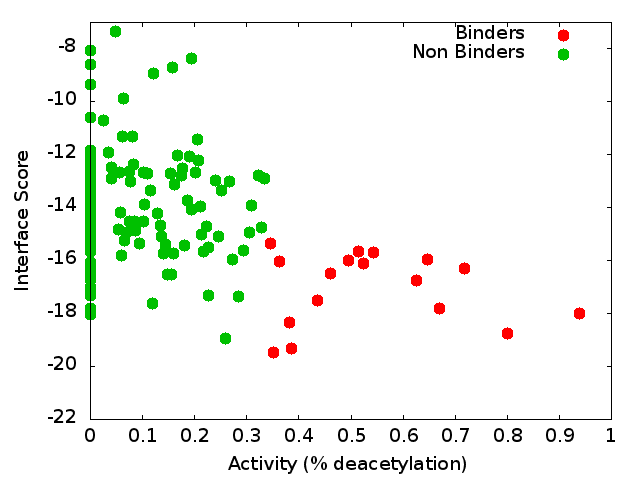 Binders
Non Binders
Interface Score
-8
-10
-12
-14
-16
-18
-20
-22
0 0.1 0.2 0.3 0.4 0.5 0.6 0.7 0.8 0.9 1
Activity (% deacetylation)